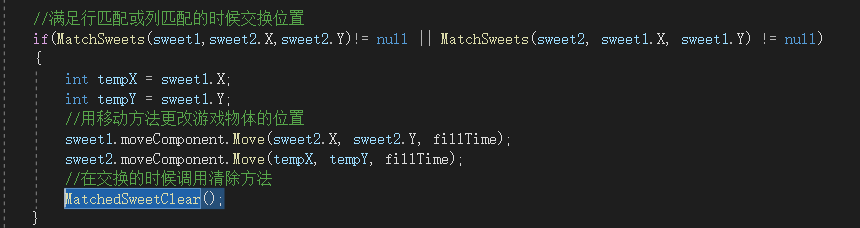 //满足行匹配或列匹配的时候交换位置
if(MatchSweets(sweet1,sweet2.X,sweet2.Y)!= null || MatchSweets(sweet2, sweet1.X, sweet1.Y) != null)
{
int tempX = sweet1.X;
int tempY = sweet1.Y;
//用移动方法更改游戏物体的位置
sweet1.moveComponent.Move(sweet2.X, sweet2.Y, fillTime);
sweet2.moveComponent.Move(tempX, tempY, fillTime);
//在交换的时候调用清除方法
MatchedSweetClear();
}